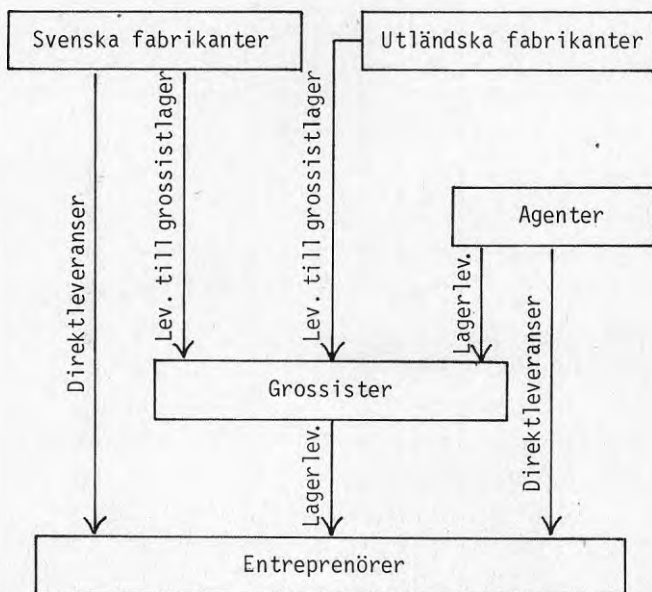 Svenska fabrikanter
Utländska fabrikanter
Direktleveranser
Lev. till grossistlager
Lev. till grossistlager
Agenter
Lagerlev.
Direktleveranser
Grossister
Lagerlev.
Entreprenörer